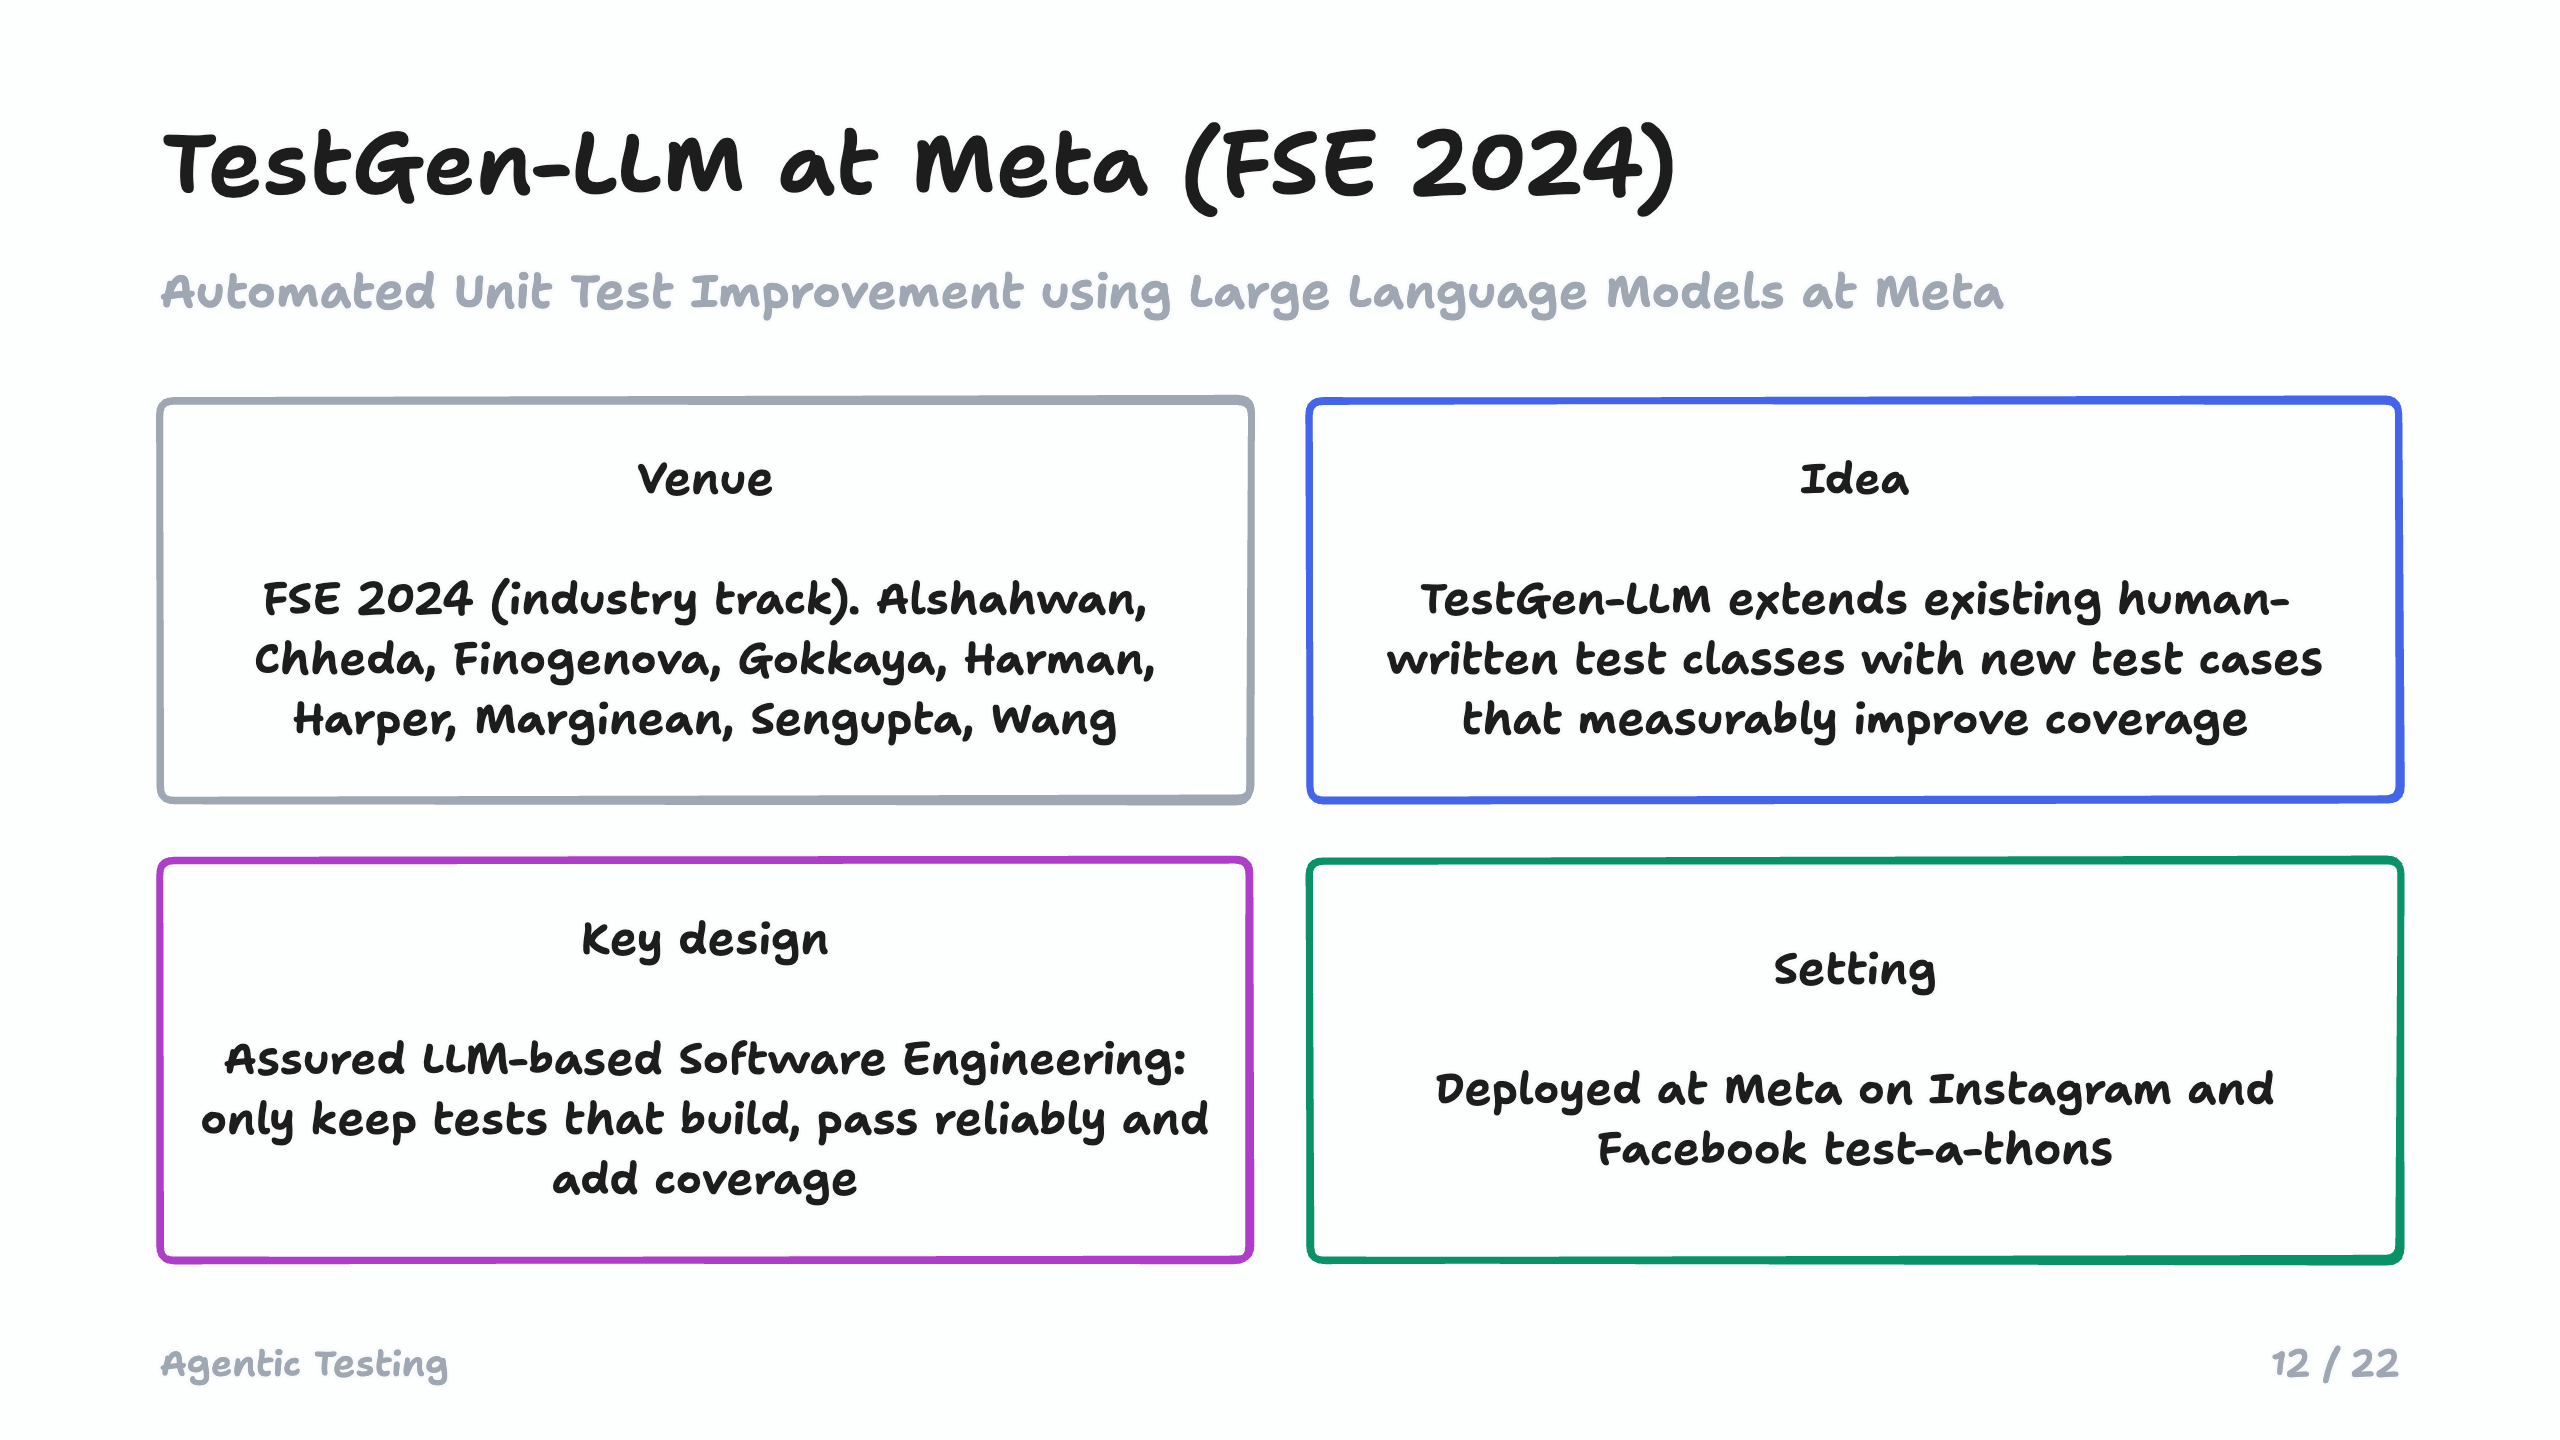 TestGen-LLM at Meta (FSE 2024)
Automated Unit Test Improvement using Large Language Models at Meta
Venue
FSE 2024 (industry track). Alshahwan,
Chheda, Finogenova, Gokkaya, Harman,
Harper, Marginean, Sengupta, Wang
Idea
TestGen-LLM extends existing human-
written test classes with new test cases
that measurably improve coverage
Key design
Assured LLM-based Software Engineering:
only keep tests that build, pass reliably and
add coverage
Setting
Deployed at Meta on Instagram and
Facebook test-a-thons
Agentic Testing
12 / 22